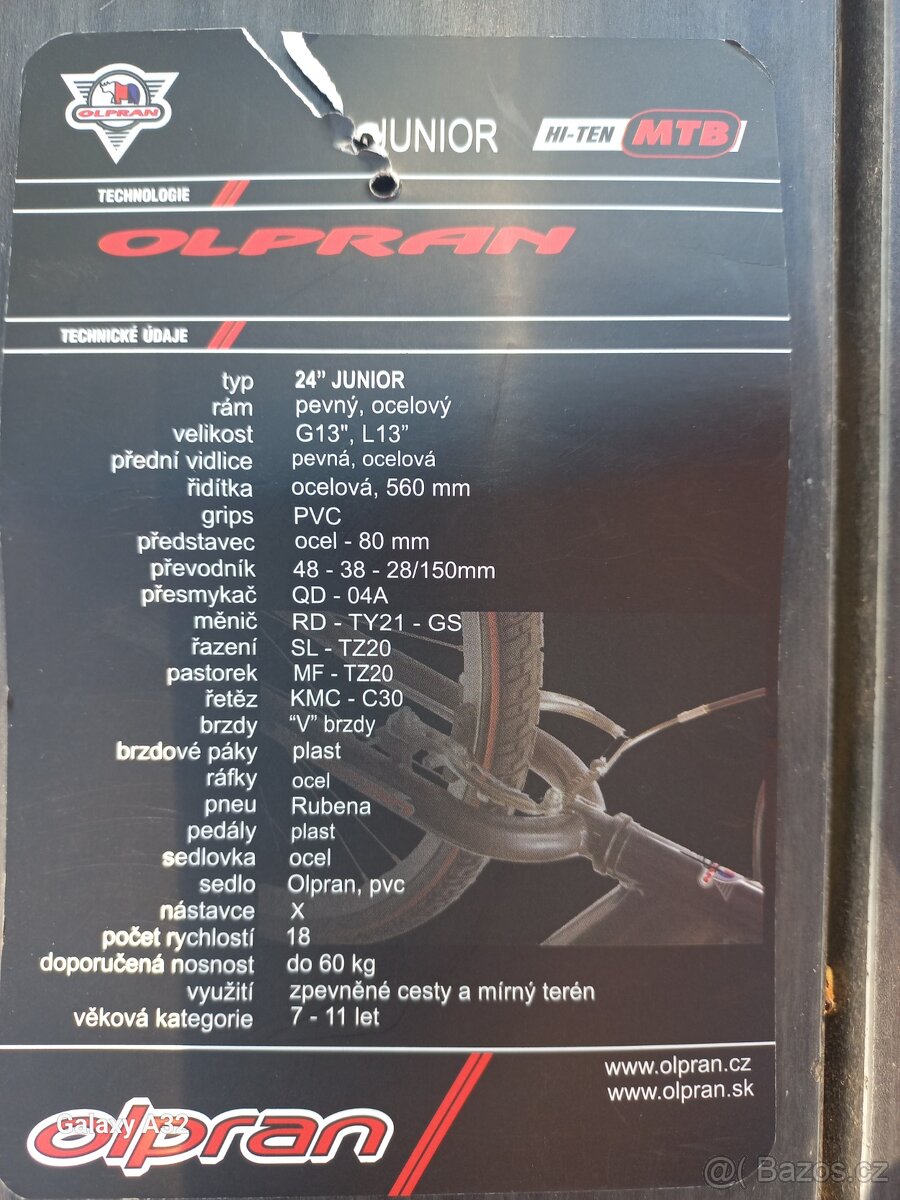 OLPRAN
JUNIOR
HI-TEN MTB
TECHNOLOGIE
OLPRAN
TECHNICKÉ ÚDAJE
typ 24” JUNIOR
rám pevný, ocelový
velikost G13", L13”
přední vidlice pevná, ocelová
řidítka ocelová, 560 mm
grips PVC
představec ocel - 80 mm
převodník 48 - 38 - 28/150mm
přesmykač QD - 04A
měnič RD - TY21 - GS
řazení SL - TZ20
pastorek MF - TZ20
řetěz KMC - C30
brzdy “V” brzdy
brzdové páky plast
ráfky ocel
pneu Rubena
pedály plast
sedlovka ocel
sedlo Olpran, pvc
nástavce X
počet rychlostí 18
doporučená nosnost do 60 kg
využití zpevněné cesty a mírný terén
věková kategorie 7 - 11 let
www.olpran.cz
www.olpran.sk
olpran
Galaxy A32
@( Bazos.cz